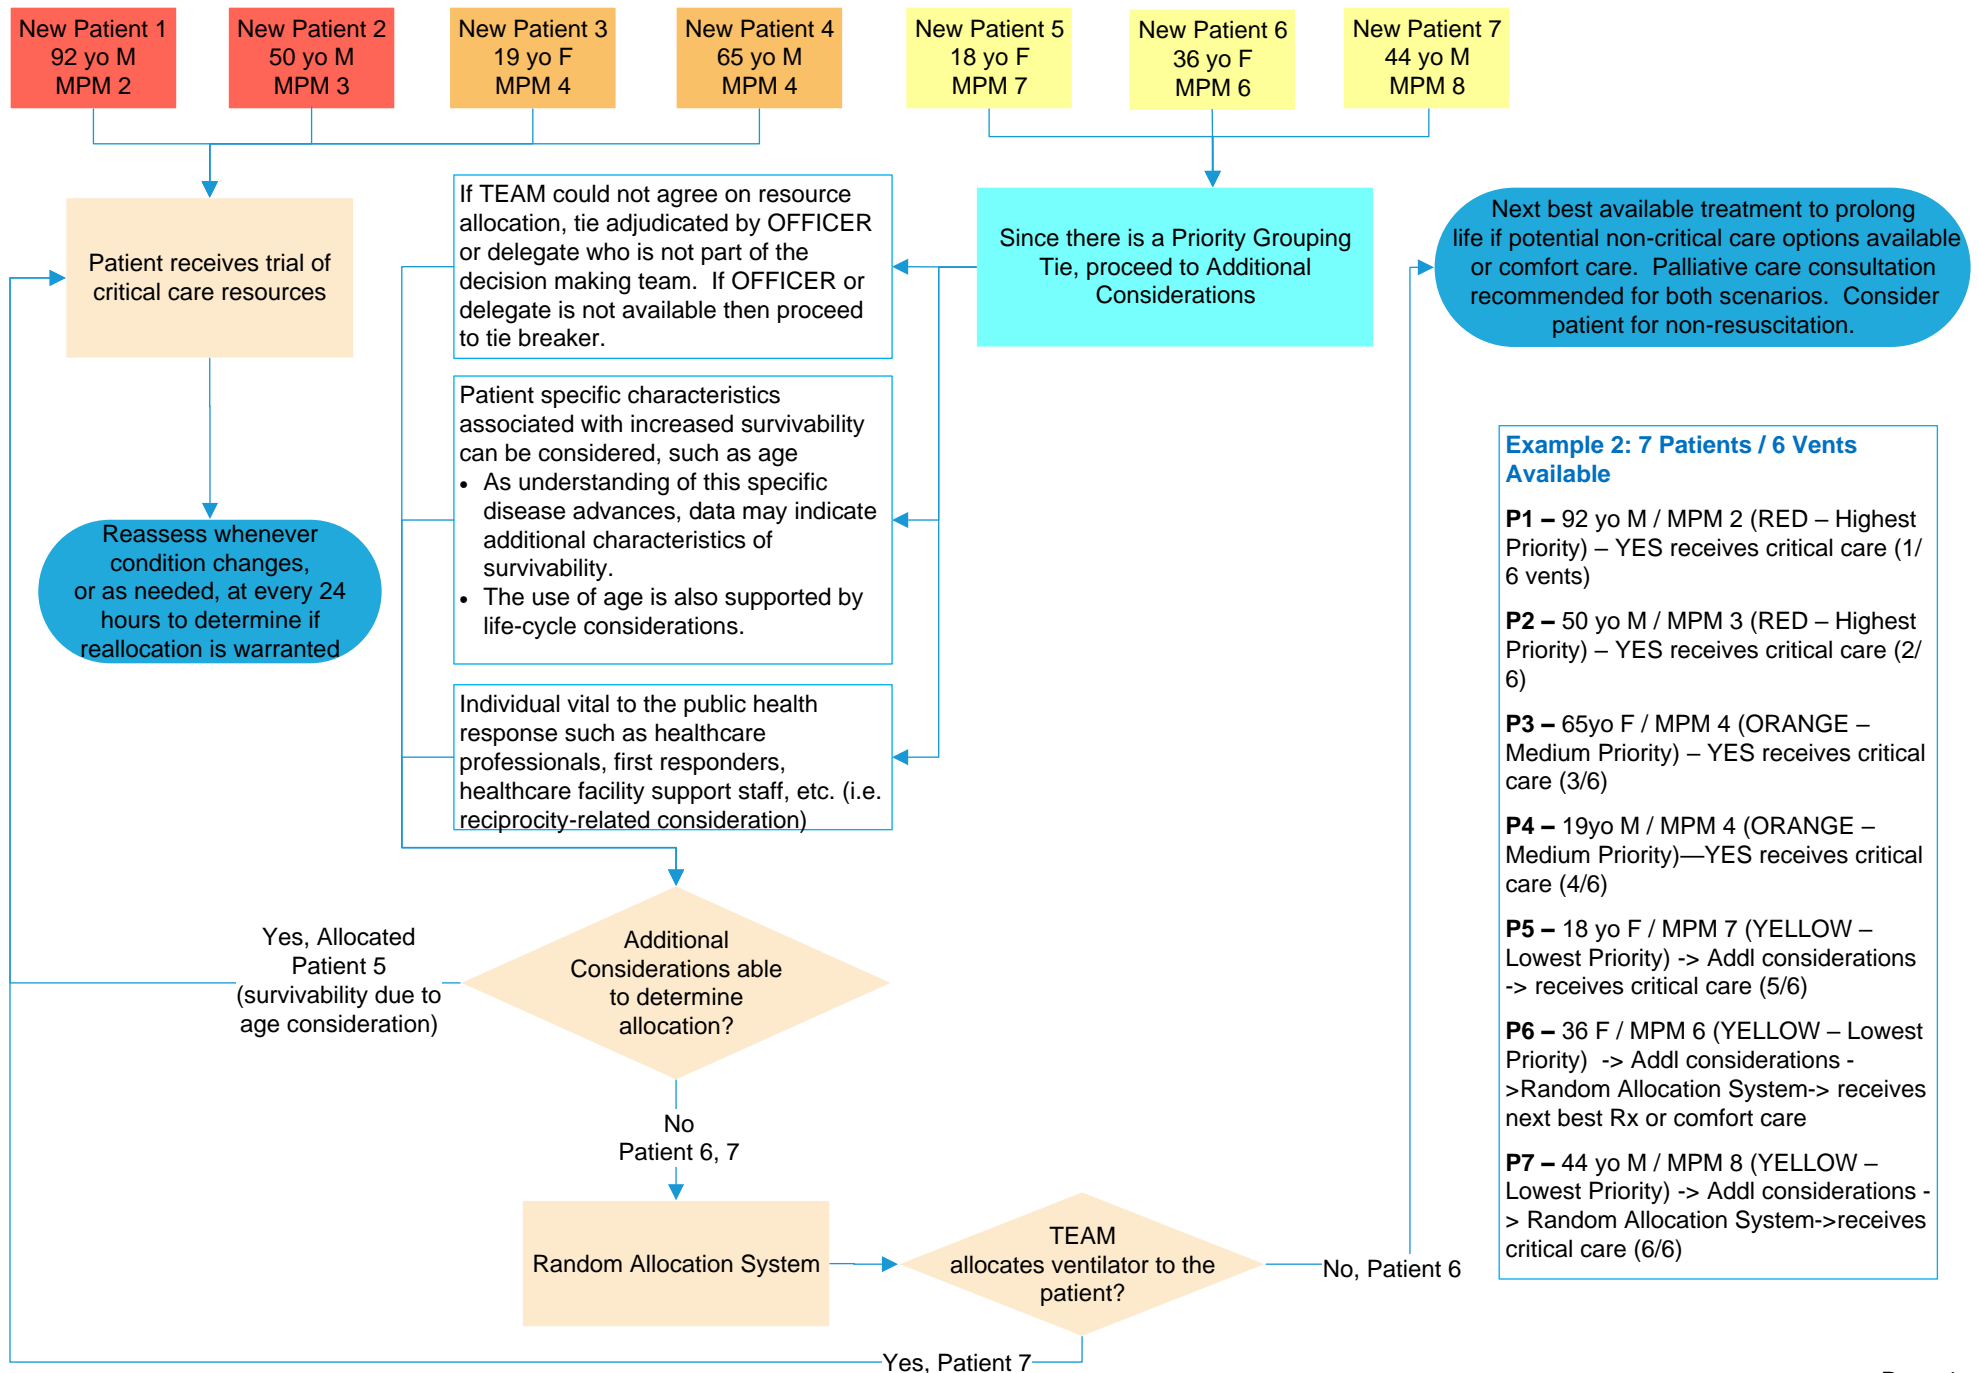 New Patient 1
92 yo M
MPM 2
New Patient 2
50 yo M
MPM 3
New Patient 3
19 yo F
MPM 4
New Patient 4
65 yo M
MPM 4
New Patient 5
18 yo F
MPM 7
New Patient 6
36 yo F
MPM 6
New Patient 7
44 yo M
MPM 8
Patient receives trial of
critical care resources
If TEAM could not agree on resource
allocation, tie adjudicated by OFFICER
or delegate who is not part of the
decision making team.  If OFFICER or
delegate is not available then proceed
to tie breaker.
Since there is a Priority Grouping
Tie, proceed to Additional
Considerations
Next best available treatment to prolong
life if potential non-critical care options available
or comfort care.  Palliative care consultation
recommended for both scenarios.  Consider
patient for non-resuscitation.
Patient specific characteristics
associated with increased survivability
can be considered, such as age
• As understanding of this specific
disease advances, data may indicate
additional characteristics of
survivability.
• The use of age is also supported by
life-cycle considerations.
Reassess whenever
condition changes,
or as needed, at every 24
hours to determine if
reallocation is warranted
Individual vital to the public health
response such as healthcare
professionals, first responders,
healthcare facility support staff, etc. (i.e.
reciprocity-related consideration)
Example 2: 7 Patients / 6 Vents
Available
P1 – 92 yo M / MPM 2 (RED – Highest
Priority) – YES receives critical care (1/
6 vents)
P2 – 50 yo M / MPM 3 (RED – Highest
Priority) – YES receives critical care (2/
6)
P3 – 65yo F / MPM 4 (ORANGE –
Medium Priority) – YES receives critical
care (3/6)
P4 – 19yo M / MPM 4 (ORANGE –
Medium Priority)—YES receives critical
care (4/6)
P5 – 18 yo F / MPM 7 (YELLOW –
Lowest Priority) -> Addl considerations
-> receives critical care (5/6)
P6 – 36 F / MPM 6 (YELLOW – Lowest
Priority)  -> Addl considerations -
>Random Allocation System-> receives
next best Rx or comfort care
P7 – 44 yo M / MPM 8 (YELLOW –
Lowest Priority) -> Addl considerations -
> Random Allocation System->receives
critical care (6/6)
Yes, Allocated
Patient 5
(survivability due to
age consideration)
Additional
Considerations able
to determine
allocation?
No
Patient 6, 7
Random Allocation System
TEAM
allocates ventilator to the
patient?
No, Patient 6
Yes, Patient 7